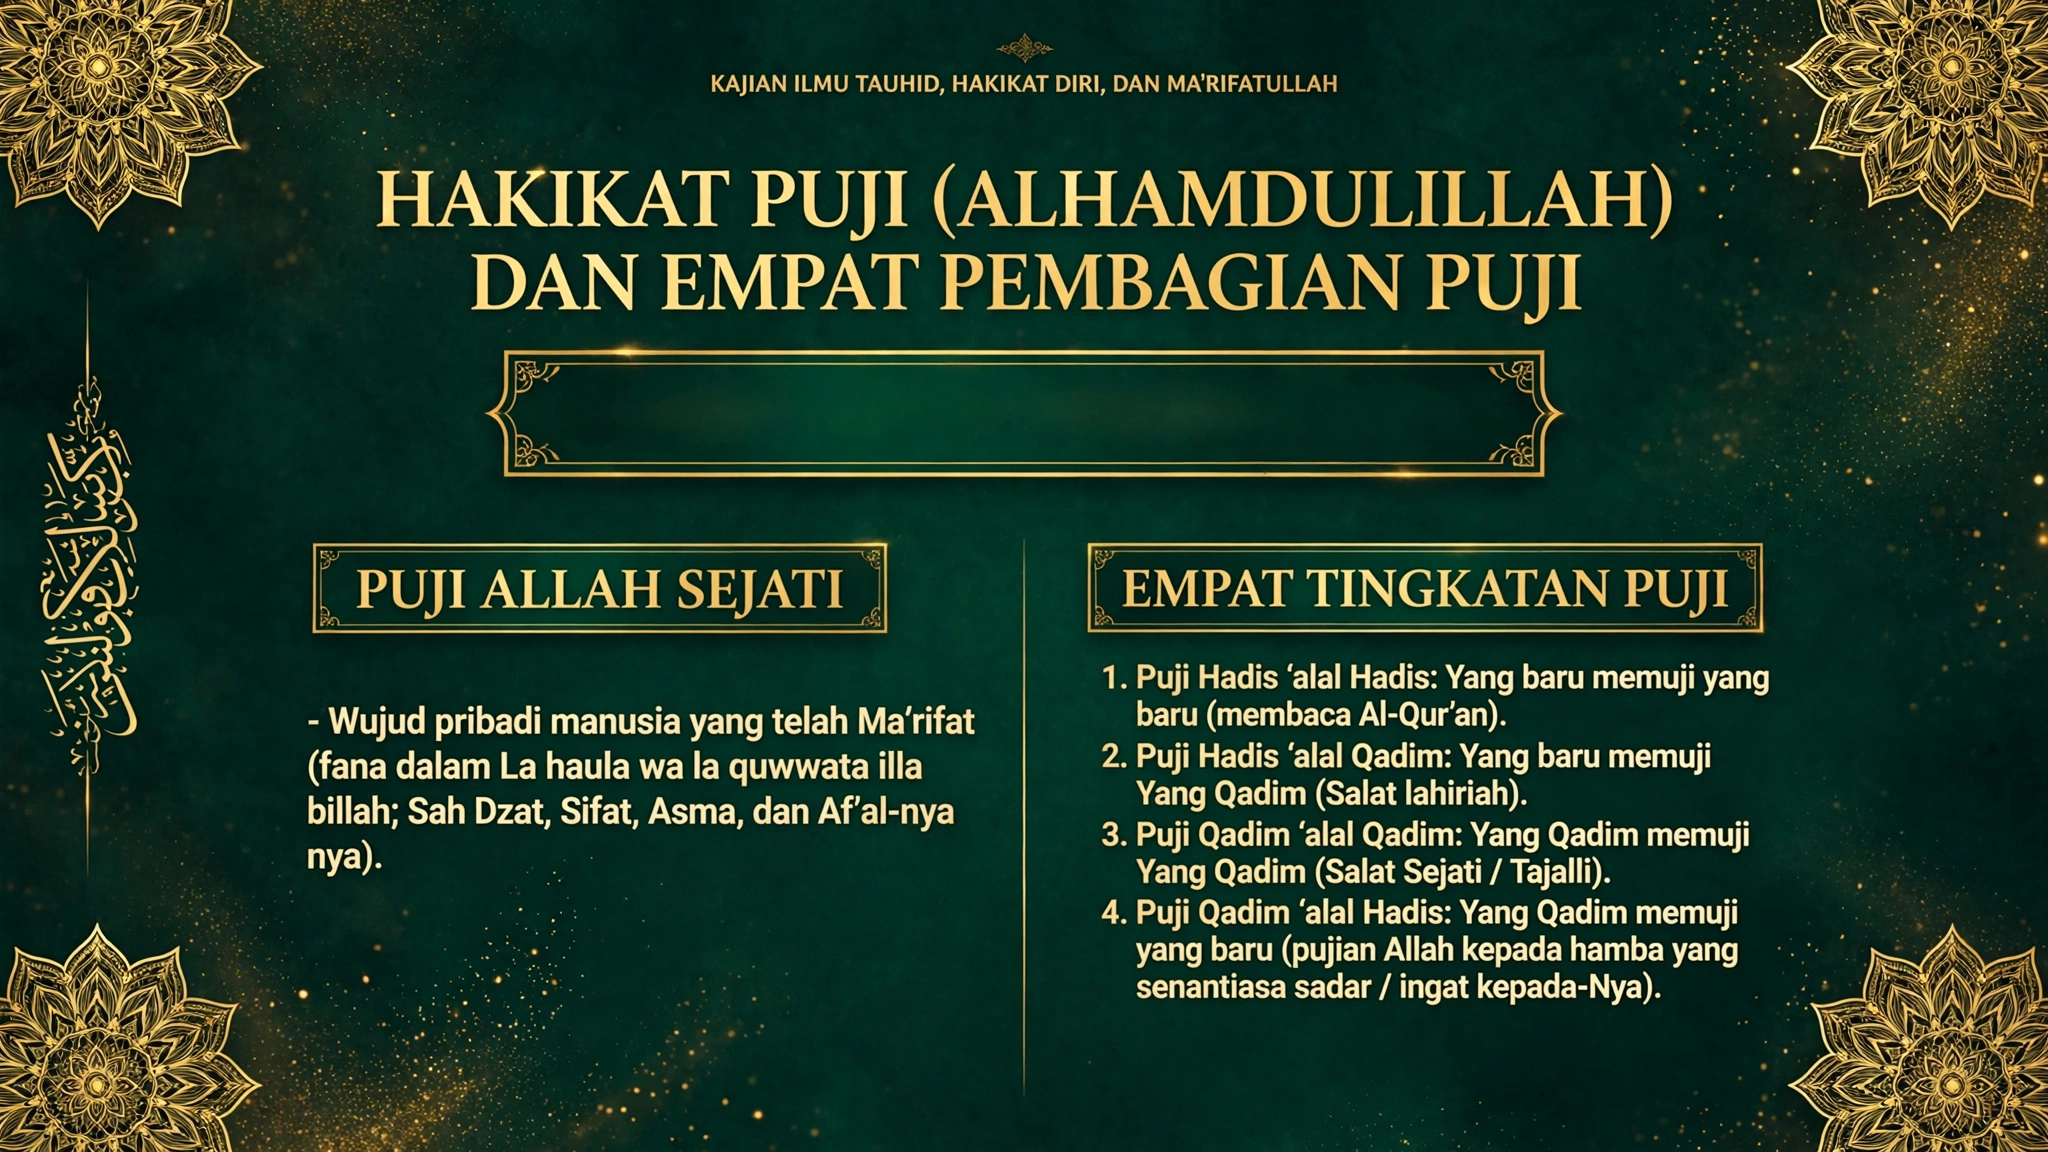 KAJIAN ILMU TAUHID, HAKIKAT DIRI, DAN MA'RIFATULLAH
HAKIKAT PUJI (ALHAMDULILLAH)
DAN EMPAT PEMBAGIAN PUJI
PUJI ALLAH SEJATI
- Wujud pribadi manusia yang telah Ma'rifat
(fana dalam La haula wa la quwwata illa
billah; Sah Dzat, Sifat, Asma, dan Af'al-nya
nya).
EMPAT TINGKATAN PUJI
1. Puji Hadis 'alal Hadis: Yang baru memuji yang
baru (membaca Al-Qur'an).
2. Puji Hadis 'alal Qadim: Yang baru memuji
Yang Qadim (Salat lahiriah).
3. Puji Qadim 'alal Qadim: Yang Qadim memuji
Yang Qadim (Salat Sejati / Tajalli).
4. Puji Qadim 'alal Hadis: Yang Qadim memuji
yang baru (pujian Allah kepada hamba yang
senantiasa sadar / ingat kepada-Nya).